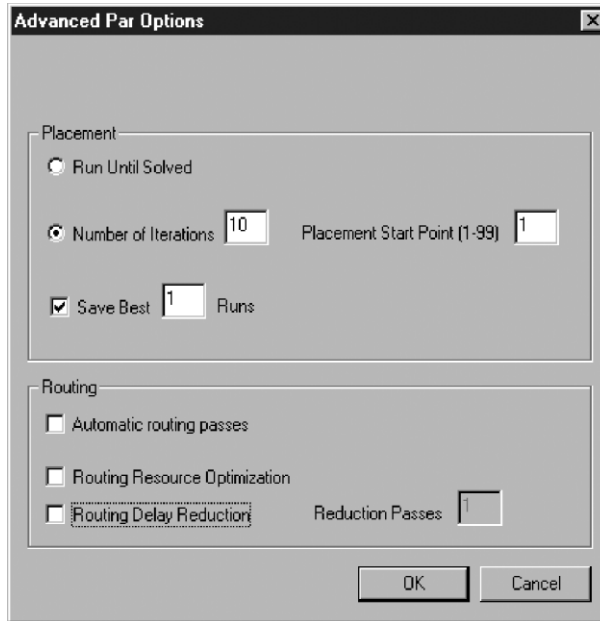 Advanced Par Options
Placement
Run Until Solved
Number of Iterations 10 Placement Start Point (1-99) 1
Save Best 1 Runs
Routing
Automatic routing passes
Routing Resource Optimization
Routing Delay Reduction Reduction Passes 1
OK Cancel